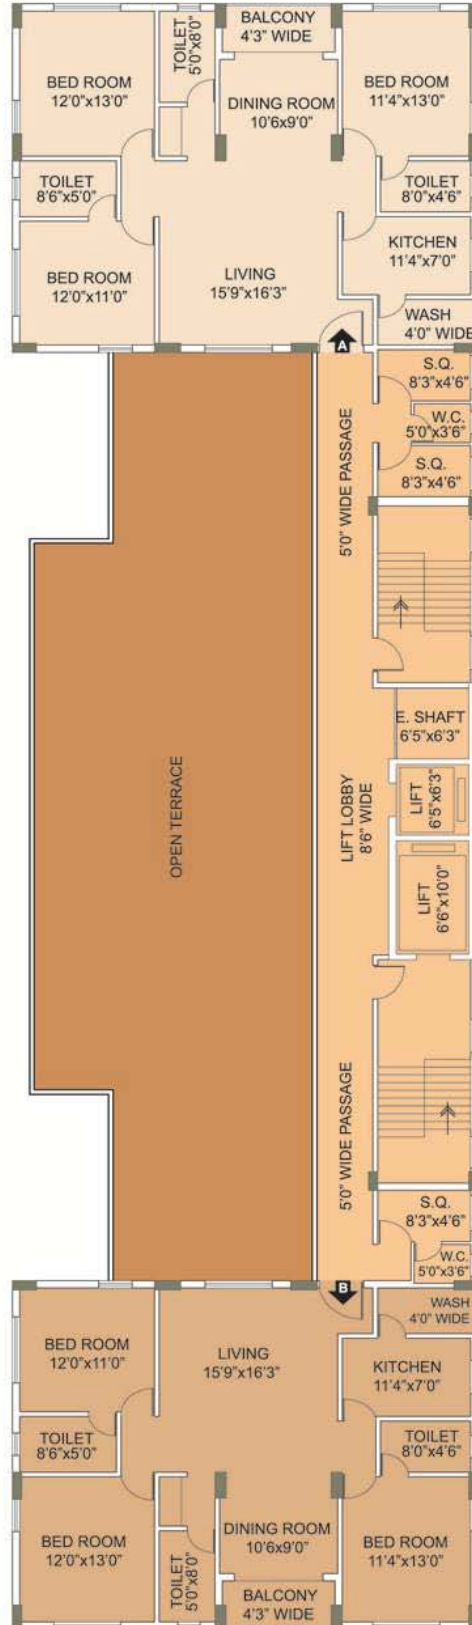 BALCONY
4'3" WIDE
TOILET
5'0"x8'0"
BED ROOM
12'0"x13'0"
BED ROOM
11'4"x13'0"
DINING ROOM
10'6x9'0"
TOILET
8'6"x5'0"
TOILET
8'0"x4'6"
BED ROOM
12'0"x11'0"
LIVING
15'9"x16'3"
KITCHEN
11'4"x7'0"
WASH
4'0" WIDE
A
S.Q.
8'3"x4'6"
W.C.
5'0"x3'6"
S.Q.
8'3"x4'6"
5'0" WIDE PASSAGE
E. SHAFT
6'5"x6'3"
LIFT
6'5"x6'3"
OPEN TERRACE
LIFT LOBBY
8'6" WIDE
LIFT
6'6"x10'0"
5'0" WIDE PASSAGE
S.Q.
8'3"x4'6"
W.C.
5'0"x3'6"
B
WASH
4'0" WIDE
BED ROOM
12'0"x11'0"
LIVING
15'9"x16'3"
KITCHEN
11'4"x7'0"
TOILET
8'6"x5'0"
TOILET
8'0"x4'6"
BED ROOM
12'0"x13'0"
DINING ROOM
10'6x9'0"
BED ROOM
11'4"x13'0"
TOILET
5'0"x8'0"
BALCONY
4'3" WIDE